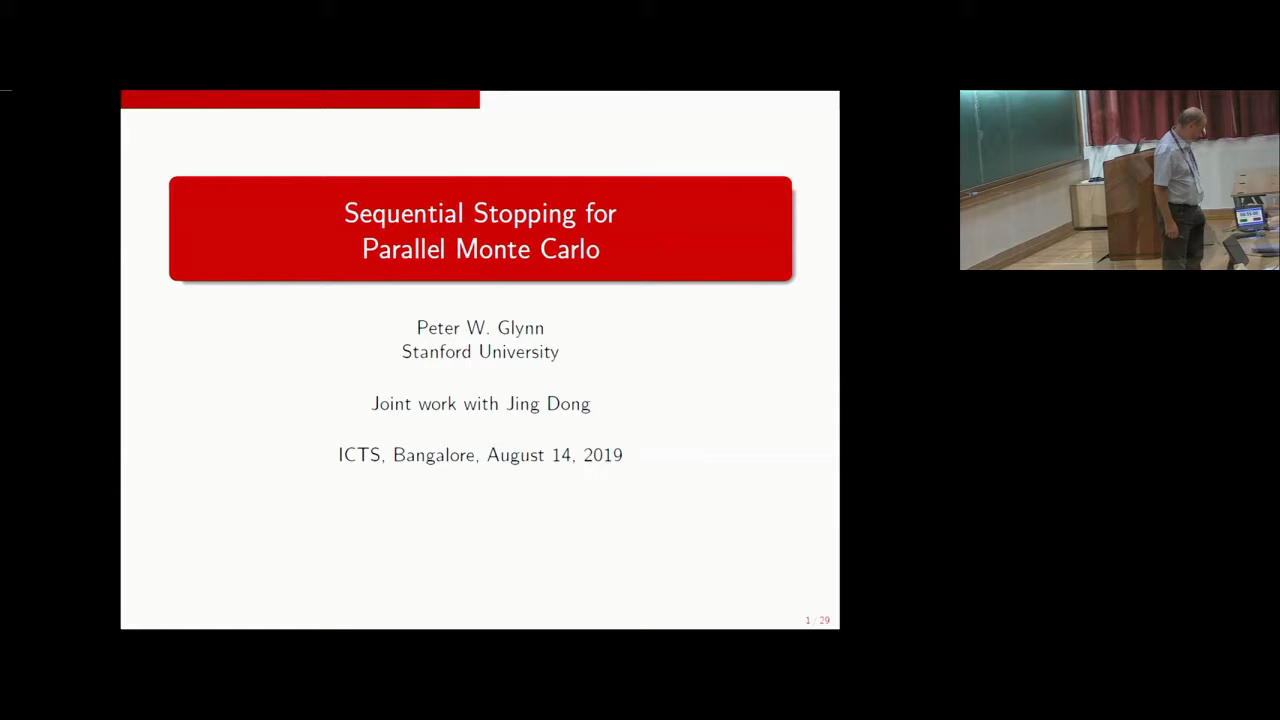 Sequential Stopping for
Parallel Monte Carlo
Peter W. Glynn
Stanford University
Joint work with Jing Dong
ICTS, Bangalore, August 14, 2019
1 / 29